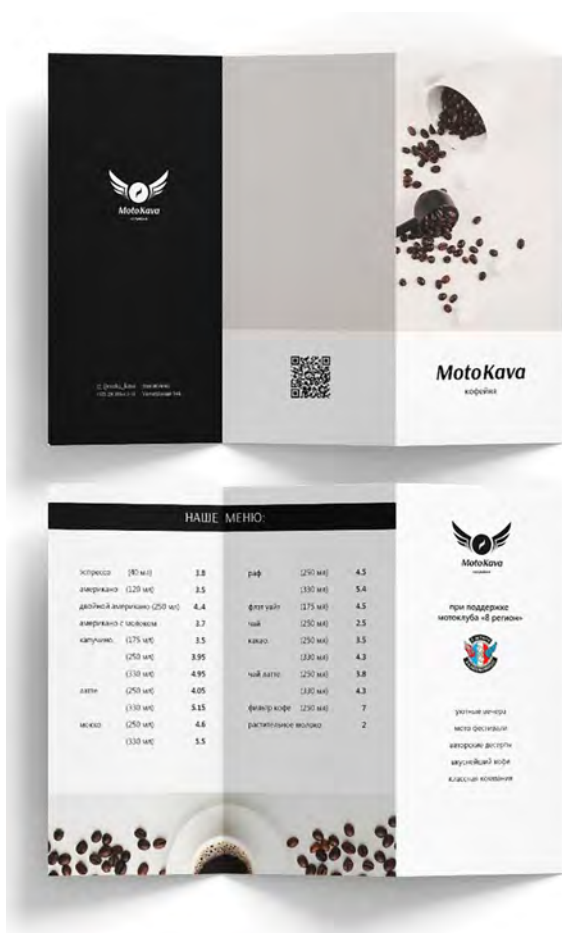 MotoKava
MotoKava
кофейня
НАШЕ МЕНЮ:
эспрессо (40 мл) 3.8
американо (120 мл) 3.5
двойной американо (250 мл) 4.4
американо с молоком 3.7
капучино (175 мл) 3.5
(250 мл) 3.95
(330 мл) 4.95
латте (250 мл) 4.05
(330 мл) 5.15
мокко (250 мл) 4.6
(330 мл) 5.5
раф (250 мл) 4.5
(330 мл) 5.4
флэт уайт (175 мл) 4.5
чай (250 мл) 2.5
какао (250 мл) 3.5
(330 мл) 4.3
чай латте (250 мл) 3.8
(330 мл) 4.3
фильтр кофе (250 мл) 7
растительное молоко 2
MotoKava
при поддержке
мотоклуба «8 регион»
уютные вечера
мото фестивали
авторские десерты
вкуснейший кофе
классная компания